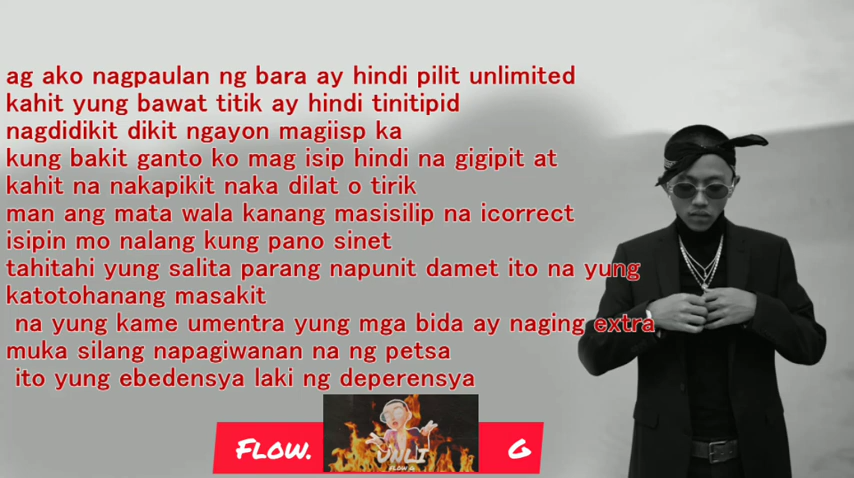 ag ako nagpaulan ng bara ay hindi pilit unlimited
kahit yung bawat titik ay hindi tinitipid
nagdidikit dikit ngayon magiisp ka
kung bakit ganto ko mag isip hindi na gigipit at
kahit na nakapikit naka dilat o tirik
man ang mata wala kanang masisilip na icorrect
isipin mo nalang kung pano sinet
tahitahi yung salita parang napunit damet ito na yung
katotohanang masakit
na yung kame umentra yung mga bida ay naging extra
muka silang napagiwanan na ng petsa
ito yung ebedensya laki ng deperensya
FLOW. G
UNLI
FLOW G